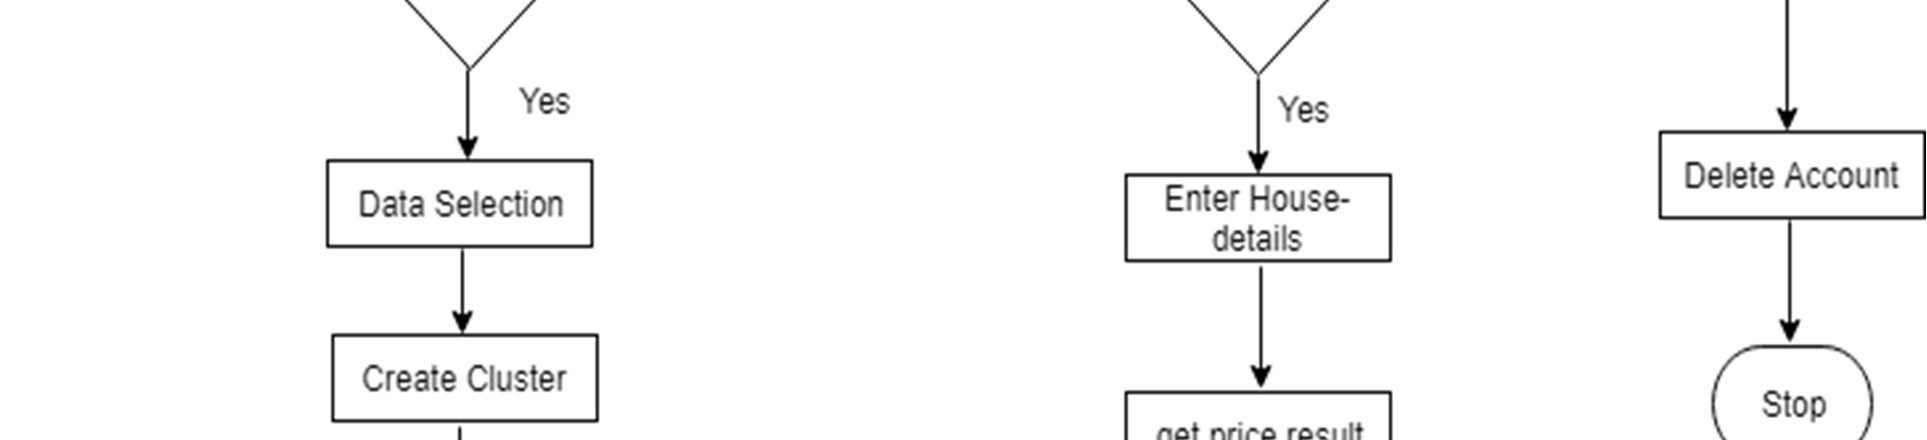 Yes
Data Selection
Create Cluster
Yes
Enter House-
details
get price result
Delete Account
Stop